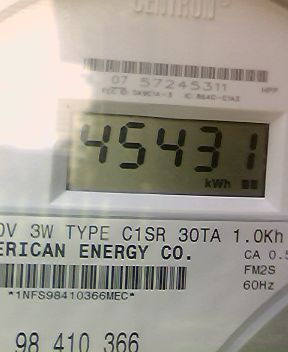 CENTRON
07 57245311
HPP
45431
kWh
0V 3W TYPE C1SR 30TA 1.0Kh
ERICAN ENERGY CO.
CA 0.5
FM2S
*1NFS98410366MEC*
60Hz
98 410 366